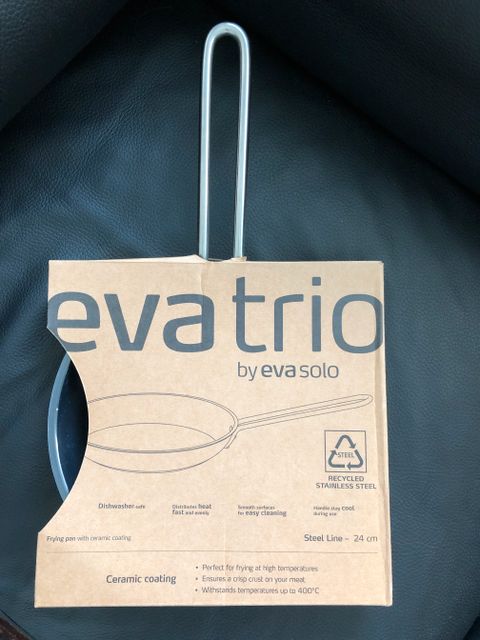 eva trio
by eva solo
STEEL
RECYCLED
STAINLESS STEEL
Dishwasher safe
Distributes heat
fast and evenly
Smooth surfaces
for easy cleaning
Handle stay cool
during use
Frying pan with ceramic coating
Steel Line – 24 cm
Ceramic coating
• Perfect for frying at high temperatures
• Ensures a crisp crust on your meat
• Withstands temperatures up to 400°C